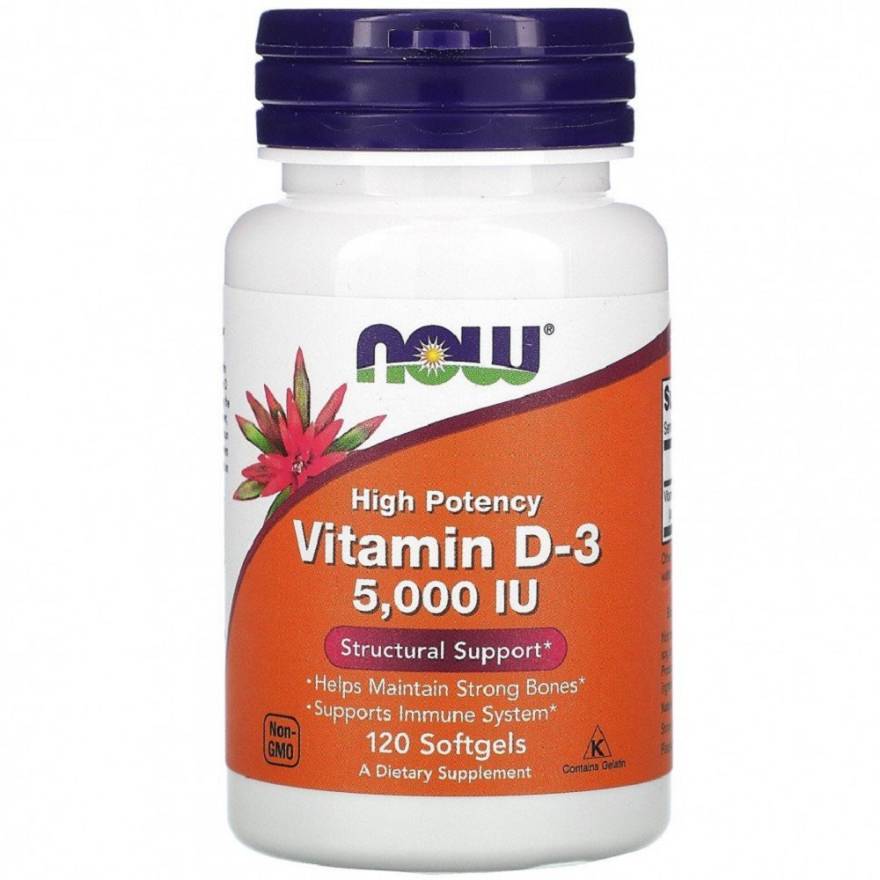 NOW®
High Potency
Vitamin D-3
5,000 IU
Structural Support*
•Helps Maintain Strong Bones*
•Supports Immune System*
Non-
GMO
120 Softgels
A Dietary Supplement
K
Contains Gelatin